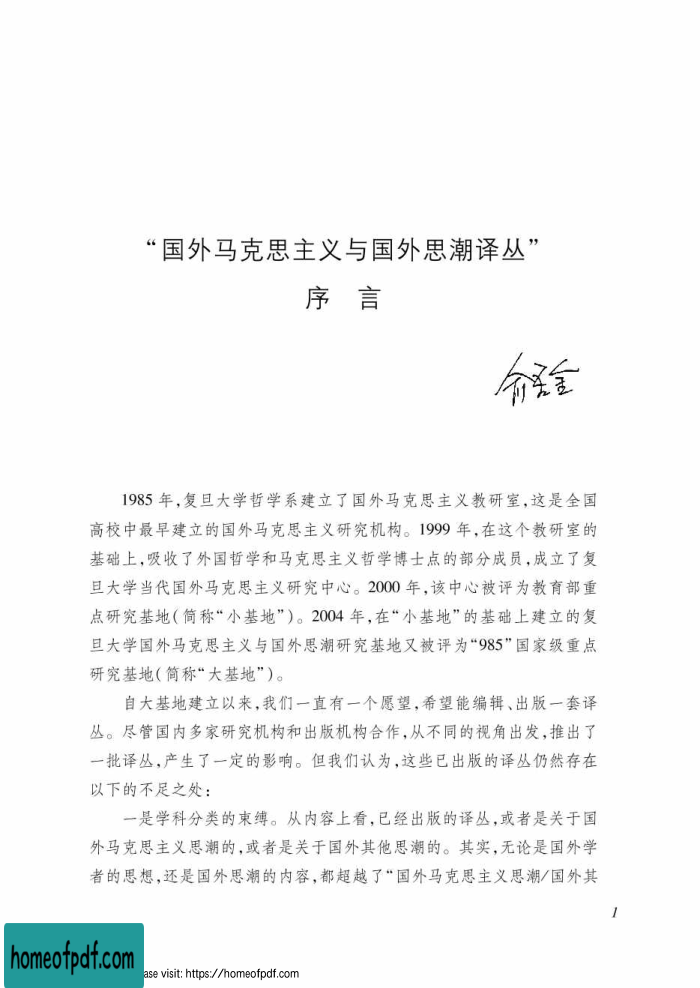 “国外马克思主义与国外思潮译丛”
序 言
俞吾金
1985 年,复旦大学哲学系建立了国外马克思主义教研室,这是全国
高校中最早建立的国外马克思主义研究机构。1999 年,在这个教研室的
基础上,吸收了外国哲学和马克思主义哲学博士点的部分成员,成立了复
旦大学当代国外马克思主义研究中心。2000 年,该中心被评为教育部重
点研究基地(简称“小基地”)。2004 年,在“小基地”的基础上建立的复
旦大学国外马克思主义与国外思潮研究基地又被评为“985”国家级重点
研究基地(简称“大基地”)。
自大基地建立以来,我们一直有一个愿望,希望能编辑、出版一套译
丛。尽管国内多家研究机构和出版机构合作,从不同的视角出发,推出了
一批译丛,产生了一定的影响。但我们认为,这些已出版的译丛仍然存在
以下的不足之处:
一是学科分类的束缚。从内容上看,已经出版的译丛,或者是关于国
外马克思主义思潮的,或者是关于国外其他思潮的。其实,无论是国外学
者的思想,还是国外思潮的内容,都超越了“国外马克思主义思潮/国外其
1
homeofpdf.com
ase visit: https://homeofpdf.com